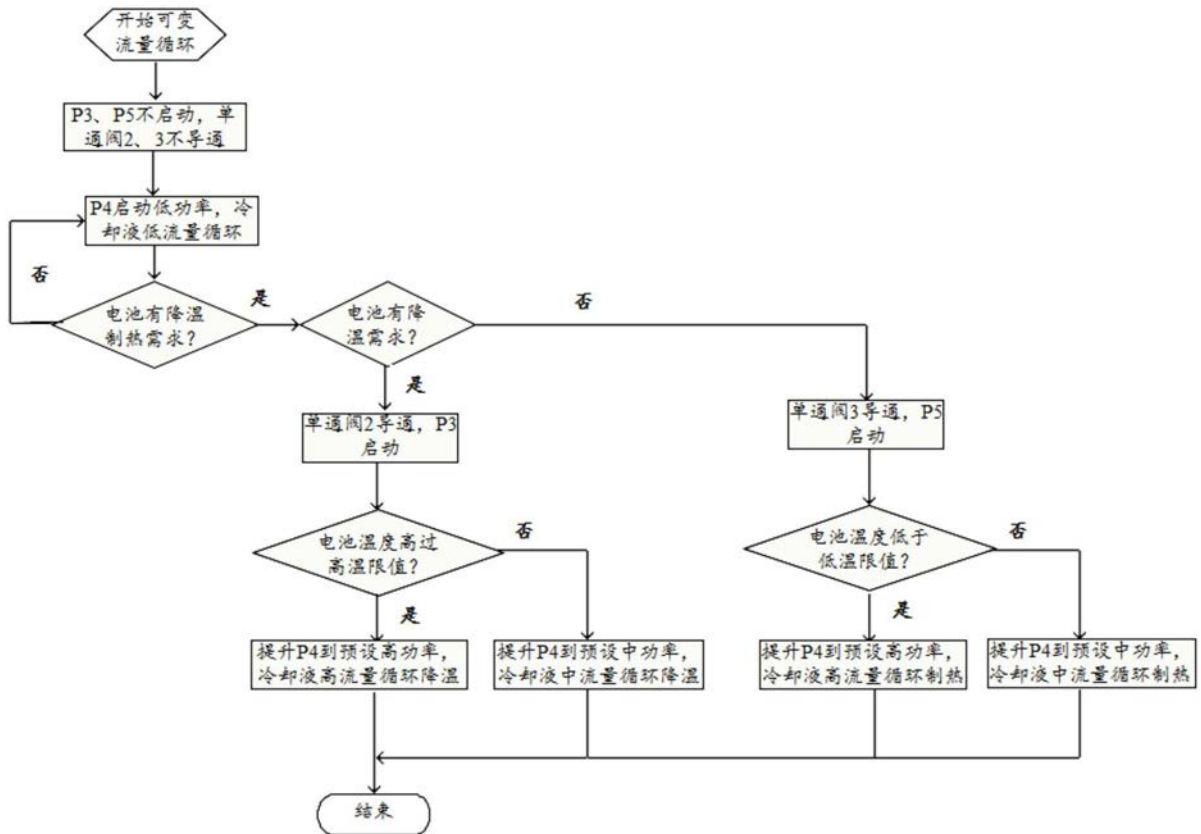 开始可变
流量循环
P3、P5不启动，单
通阀2、3不导通
P4启动低功率，冷
却液低流量循环
否
电池有降温
制热需求？
是
电池有降
温需求？
否
是
单通阀2导通，P3
启动
单通阀3导通，P5
启动
电池温度高过
高温限值？
否
电池温度低于
低温限值？
否
是
是
提升P4到预设高功率，
冷却液高流量循环降温
提升P4到预设中功率，
冷却液中流量循环降温
提升P4到预设高功率，
冷却液高流量循环制热
提升P4到预设中功率，
冷却液中流量循环制热
结束